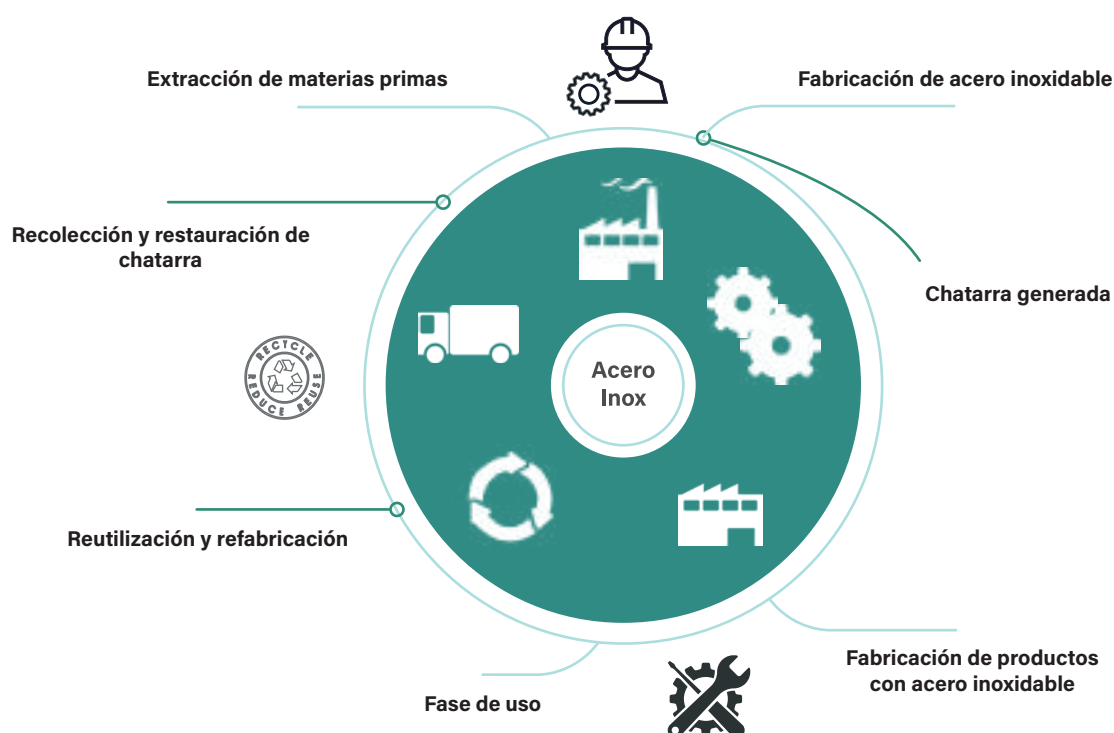 Extracción de materias primas
Fabricación de acero inoxidable
Recolección y restauración de
chatarra
Chatarra generada
RECYCLE
REDUCE REUSE
Acero
Inox
Reutilización y refabricación
Fabricación de productos
con acero inoxidable
Fase de uso